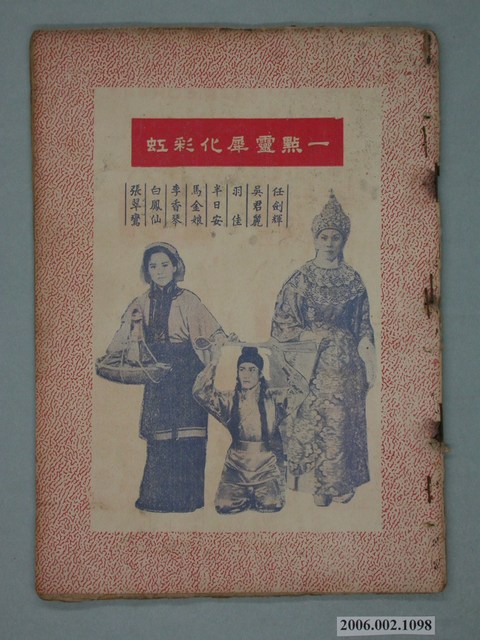 一點靈犀化彩虹
任劍輝
吳君麗
羽佳
半日安
馬金娘
李香琴
白鳳仙
張翠鸞
2006.002.1098